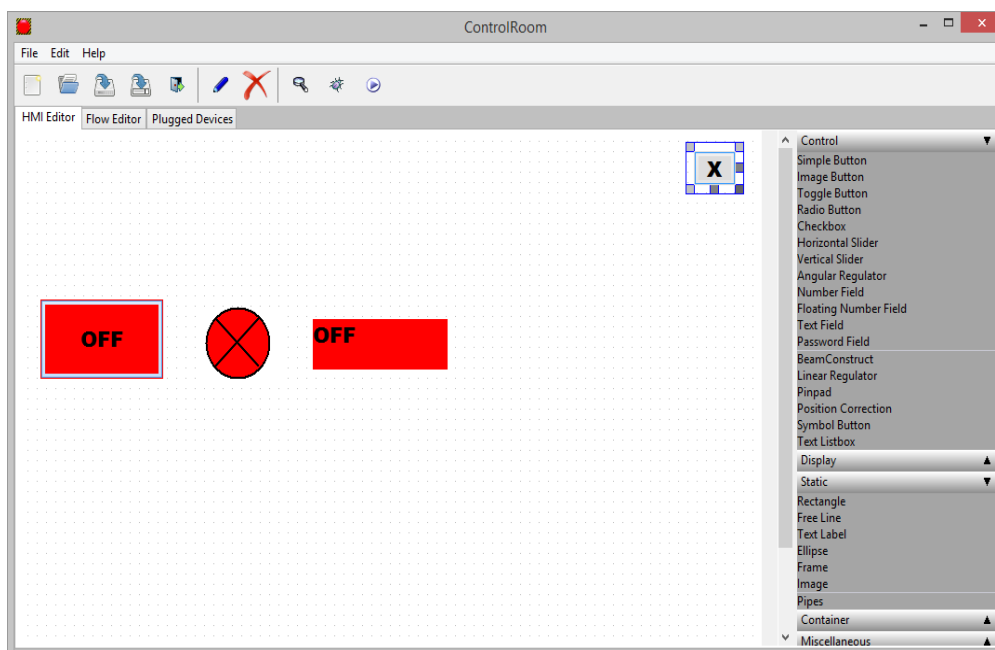 ControlRoom
File Edit Help
HMI Editor Flow Editor Plugged Devices
X
OFF
OFF
Control
Simple Button
Image Button
Toggle Button
Radio Button
Checkbox
Horizontal Slider
Vertical Slider
Angular Regulator
Number Field
Floating Number Field
Text Field
Password Field
BeamConstruct
Linear Regulator
Pinpad
Position Correction
Symbol Button
Text Listbox
Display
Static
Rectangle
Free Line
Text Label
Ellipse
Frame
Image
Pipes
Container
Miscellaneous